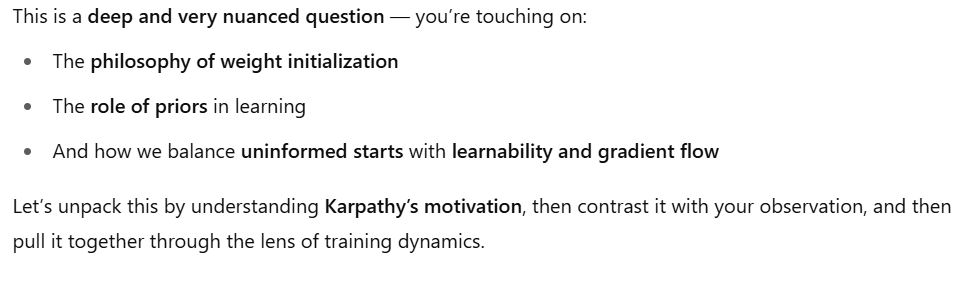 This is a deep and very nuanced question — you’re touching on:
• The philosophy of weight initialization
• The role of priors in learning
• And how we balance uninformed starts with learnability and gradient flow
Let’s unpack this by understanding Karpathy’s motivation, then contrast it with your observation, and then
pull it together through the lens of training dynamics.